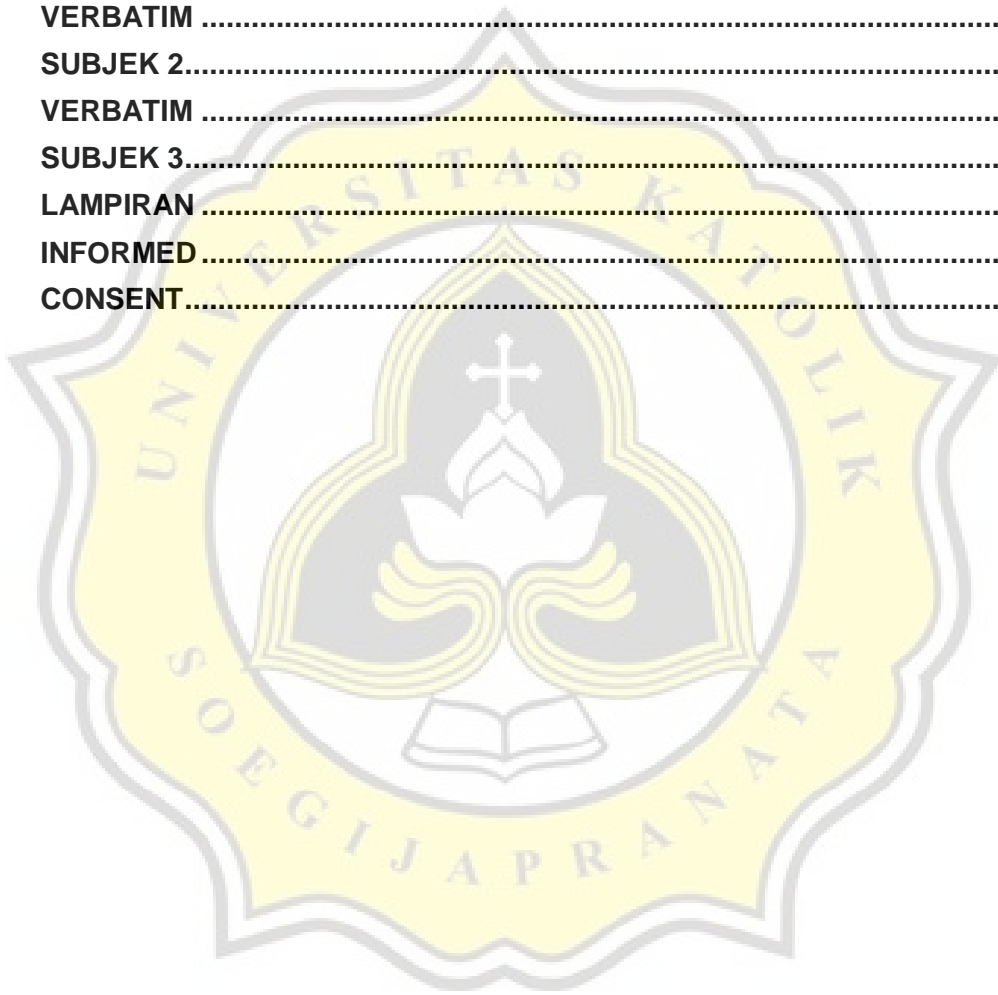 VERBATIM ....................................................................................................
SUBJEK 2....................................................................................................
VERBATIM ....................................................................................................
SUBJEK 3....................................................................................................
LAMPIRAN ....................................................................................................
INFORMED ....................................................................................................
CONSENT....................................................................................................
UNIVERSITAS KATOLIK
SOEGIJAPRANATA